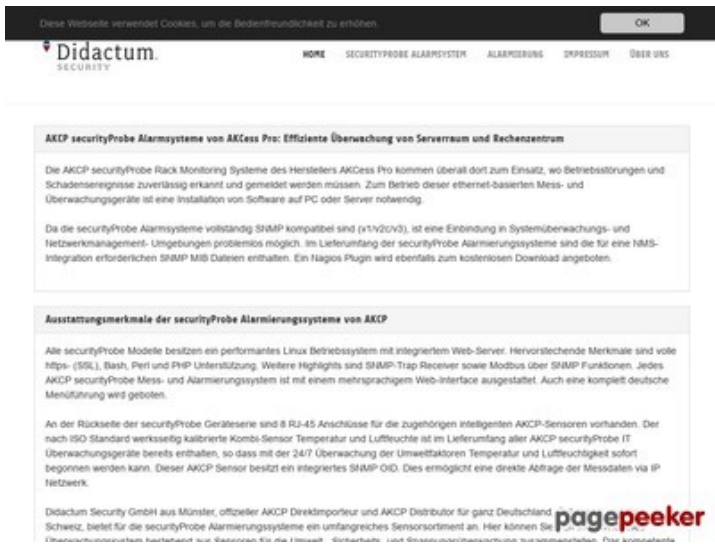 Diese Webseite verwendet Cookies, um die Bedienfreundlichkeit zu erhöhen.
OK
Didactum
SECURITY
HOME SECURITYPROBE ALARMSYSTEM ALARMIERUNG IMPRESSUM ÜBER UNS
AKCP securityProbe Alarmsysteme von AKCess Pro: Effiziente Überwachung von Serverraum und Rechenzentrum
Die AKCP securityProbe Rack Monitoring Systeme des Herstellers AKCess Pro kommen überall dort zum Einsatz, wo Betriebsstörungen und
Schadensereignisse zuverlässig erkannt und gemeldet werden müssen. Zum Betrieb dieser ethernet-basierten Mess- und
Überwachungsgeräte ist eine Installation von Software auf PC oder Server notwendig.
Da die securityProbe Alarmsysteme vollständig SNMP kompatibel sind (v1/v2c/v3), ist eine Einbindung in Systemüberwachungs- und
Netzwerkmanagement- Umgebungen problemlos möglich. Im Lieferumfang der securityProbe Alarmierungssysteme sind die für eine NMS-
Integration erforderlichen SNMP MIB Dateien enthalten. Ein Nagios Plugin wird ebenfalls zum kostenlosen Download angeboten.
Ausstattungsmerkmale der securityProbe Alarmierungssysteme von AKCP
Alle securityProbe Modelle besitzen ein performantes Linux Betriebssystem mit integriertem Web-Server. Hervorstechende Merkmale sind volle
https- (SSL), Bash, Perl und PHP Unterstützung. Weitere Highlights sind SNMP-Trap Receiver sowie Modbus über SNMP Funktionen. Jedes
AKCP securityProbe Mess- und Alarmierungssystem ist mit einem mehrsprachigem Web-Interface ausgestattet. Auch eine komplett deutsche
Menüführung wird geboten.
An der Rückseite der securityProbe Geräteserie sind 8 RJ-45 Anschlüsse für die zugehörigen intelligenten AKCP-Sensoren vorhanden. Der
nach ISO Standard werksseitig kalibrierte Kombi-Sensor Temperatur und Luftfeuchte ist im Lieferumfang aller AKCP securityProbe IT
Überwachungsgeräte bereits enthalten, so dass mit der 24/7 Überwachung der Umweltfaktoren Temperatur und Luftfeuchtigkeit sofort
begonnen werden kann. Dieser AKCP Sensor besitzt ein integriertes SNMP OID. Dies ermöglicht eine direkte Abfrage der Messdaten via IP
Netzwerk.
Didactum Security GmbH aus Münster, offizieller AKCP Direktimporteur und AKCP Distributor für ganz Deutschland
Schweiz, bietet für die securityProbe Alarmierungssysteme ein umfangreiches Sensorsortiment an. Hier können Sie
pagepeeker
Überwachungssystem bestehend aus Sensoren für die Umwelt-, Sicherheits- und Spannungsüberwachung zusammenstellen. Das kompetente